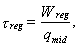 τ_reg = W_reg / q_mid ,